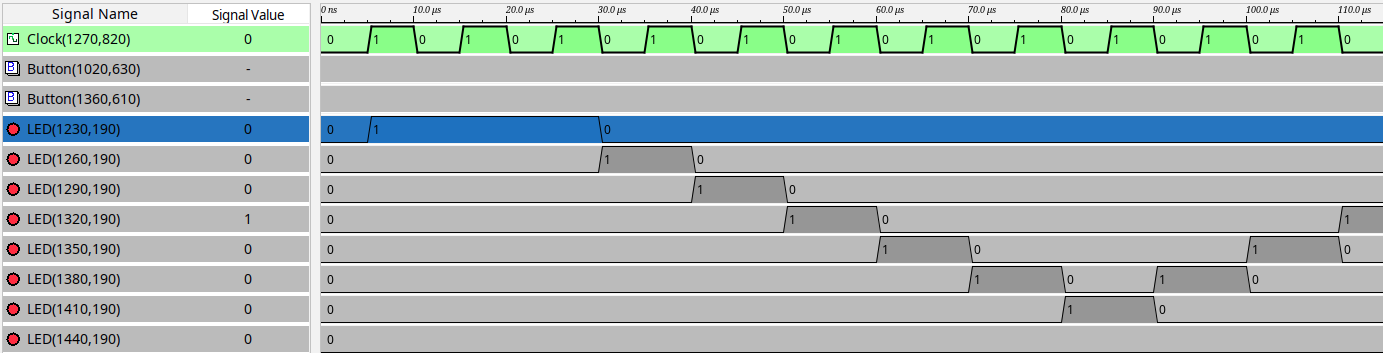 Signal Name Signal Value 0 ns 10.0 µs 20.0 µs 30.0 µs 40.0 µs 50.0 µs 60.0 µs 70.0 µs 80.0 µs 90.0 µs 100.0 µs 110.0 µs
Clock(1270,820) 0 0 1 0 1 0 1 0 1 0 1 0 1 0 1 0 1 0 1 0 1 0 1 0
B Button(1020,630) -
B Button(1360,610) -
LED(1230,190) 0 0 1 0
LED(1260,190) 0 0 1 0
LED(1290,190) 0 0 1 0
LED(1320,190) 1 0 1 0 1
LED(1350,190) 0 0 1 0 1 0
LED(1380,190) 0 0 1 0 1 0
LED(1410,190) 0 0 1 0
LED(1440,190) 0 0